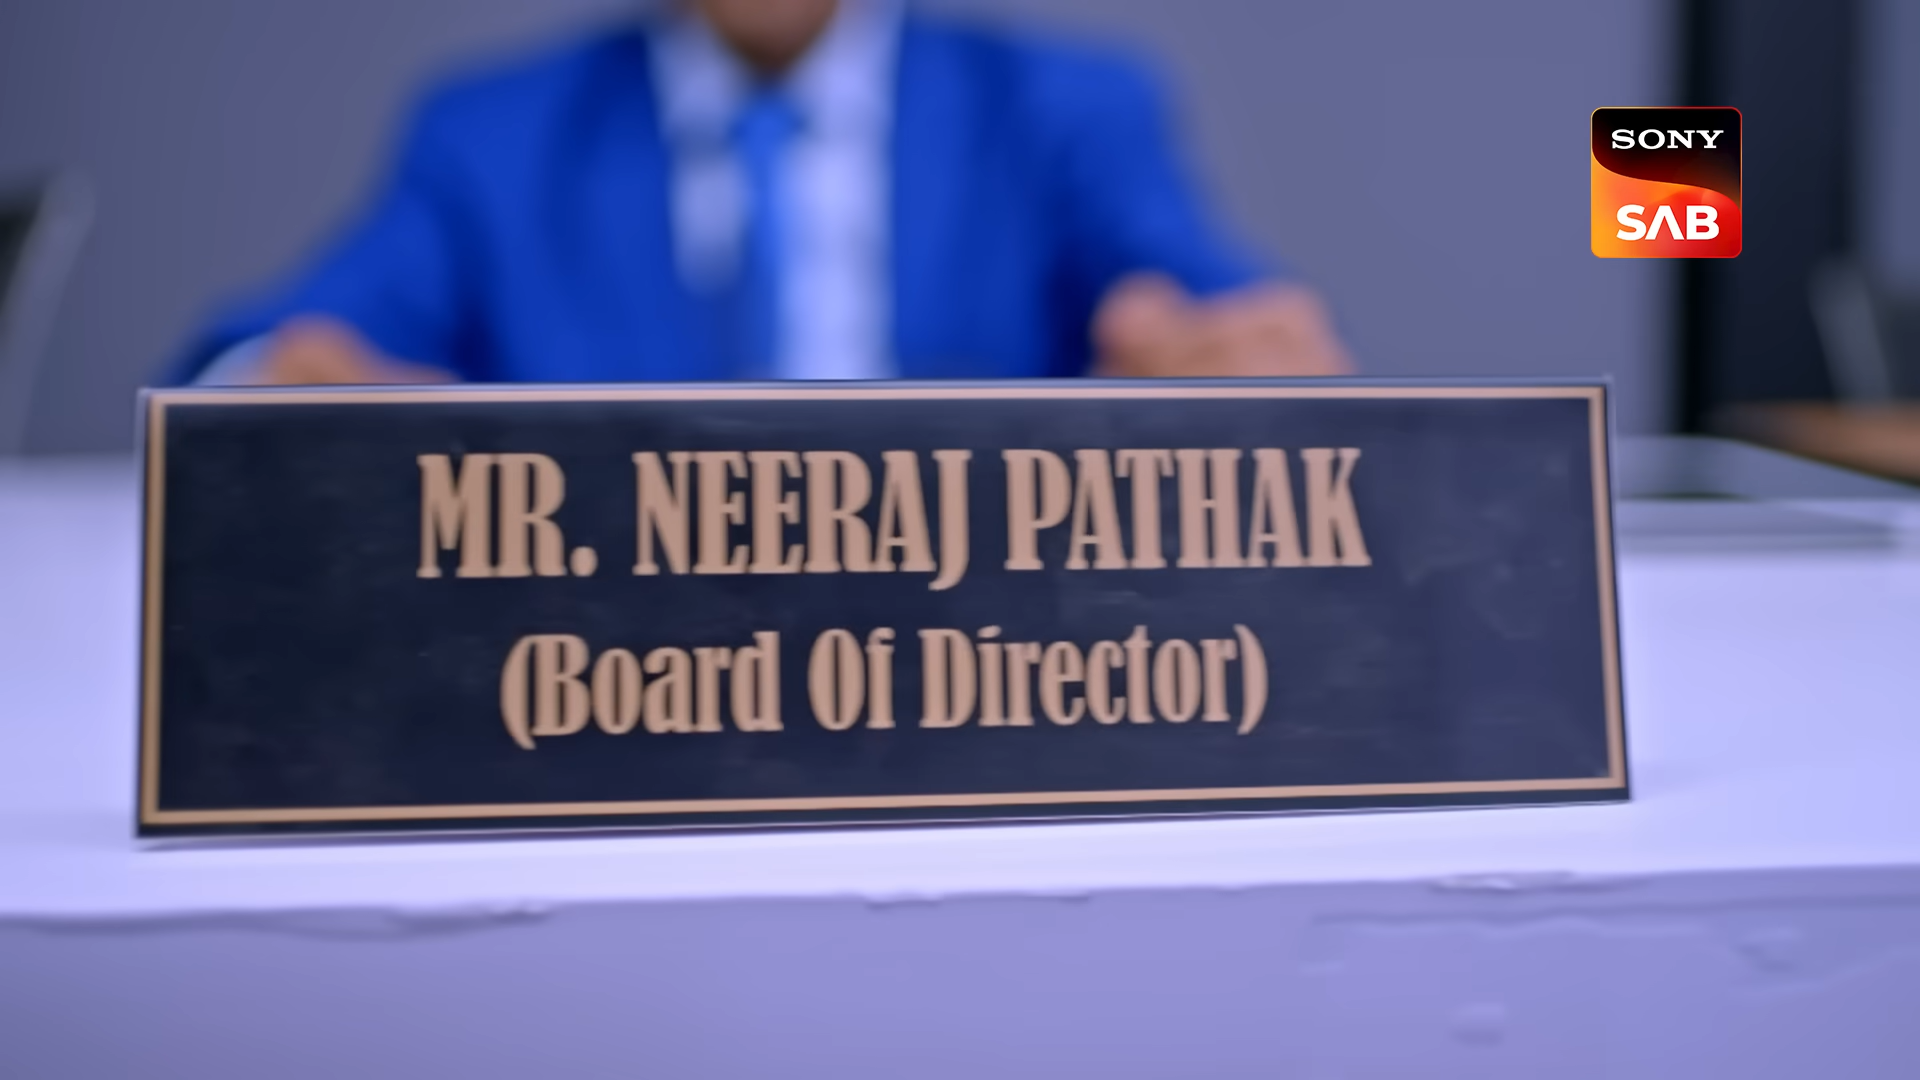 SONY
SAB
MR. NEERAJ PATHAK
(Board Of Director)